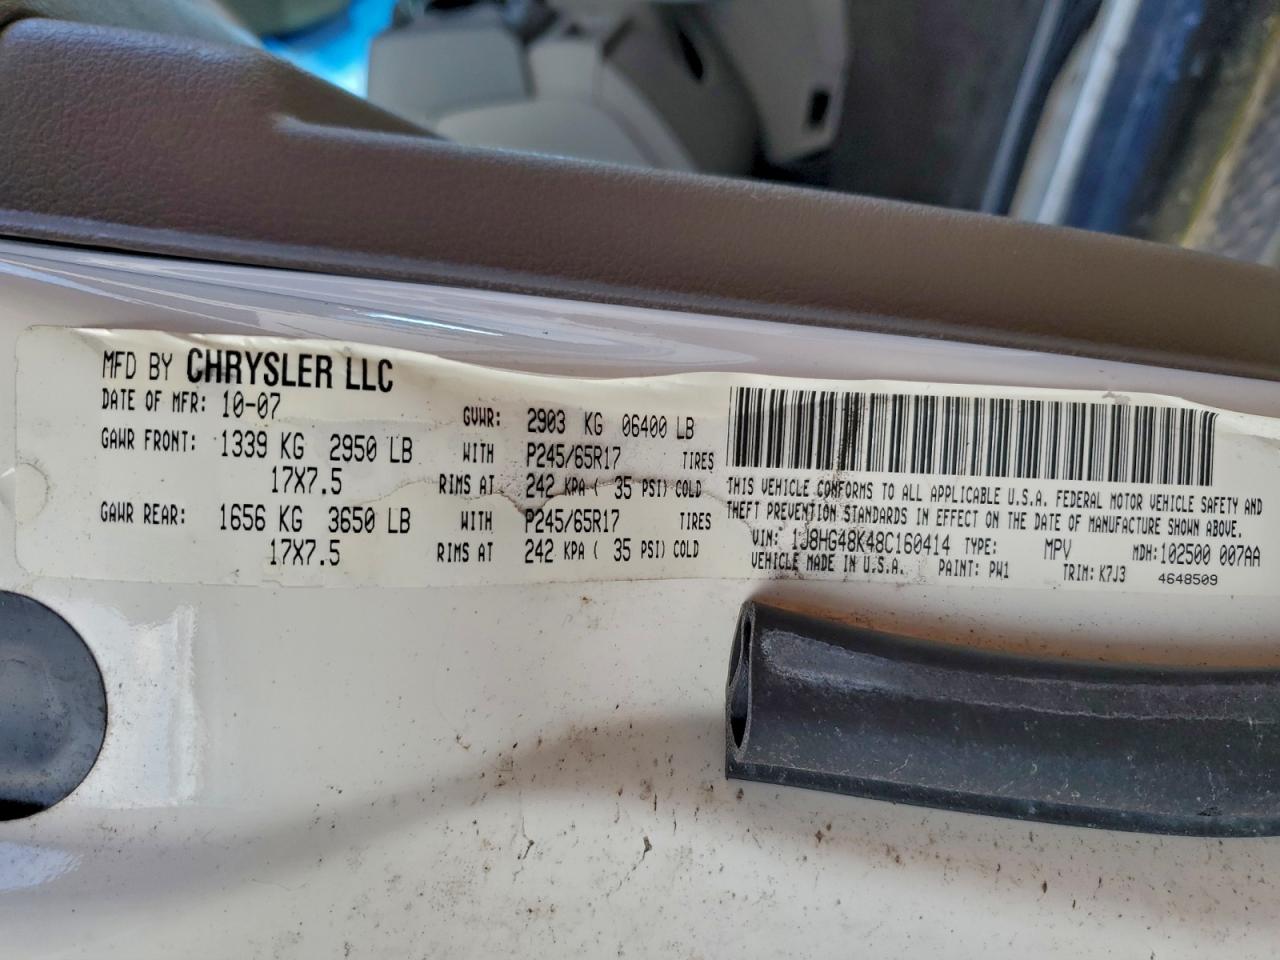 MFD BY CHRYSLER LLC
DATE OF MFR: 10-07 GVWR: 2903 KG 06400 LB
GAWR FRONT: 1339 KG 2950 LB WITH P245/65R17 TIRES
17X7.5 RIMS AT 242 KPA ( 35 PSI) COLD
GAWR REAR: 1656 KG 3650 LB WITH P245/65R17 TIRES
17X7.5 RIMS AT 242 KPA ( 35 PSI) COLD
THIS VEHICLE CONFORMS TO ALL APPLICABLE U.S.A. FEDERAL MOTOR VEHICLE SAFETY AND
THEFT PREVENTION STANDARDS IN EFFECT ON THE DATE OF MANUFACTURE SHOWN ABOVE.
VIN: 1J8HG48K48C160414 TYPE: MPV MDH: 102500 007AA
VEHICLE MADE IN U.S.A. PAINT: PW1 TRIM: K7J3 4648509